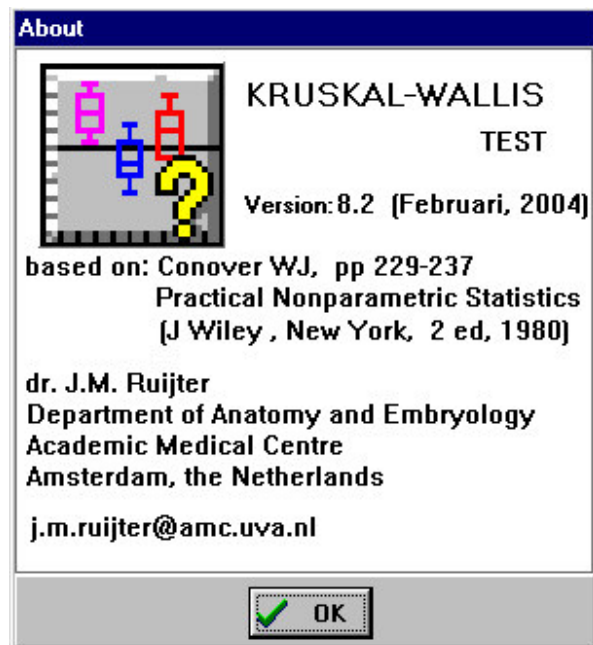 About
KRUSKAL-WALLIS
TEST
Version: 8.2 (Februari, 2004)
based on: Conover WJ, pp 229-237
Practical Nonparametric Statistics
(J Wiley , New York, 2 ed, 1980)
dr. J.M. Ruijter
Department of Anatomy and Embryology
Academic Medical Centre
Amsterdam, the Netherlands
j.m.ruijter@amc.uva.nl
OK